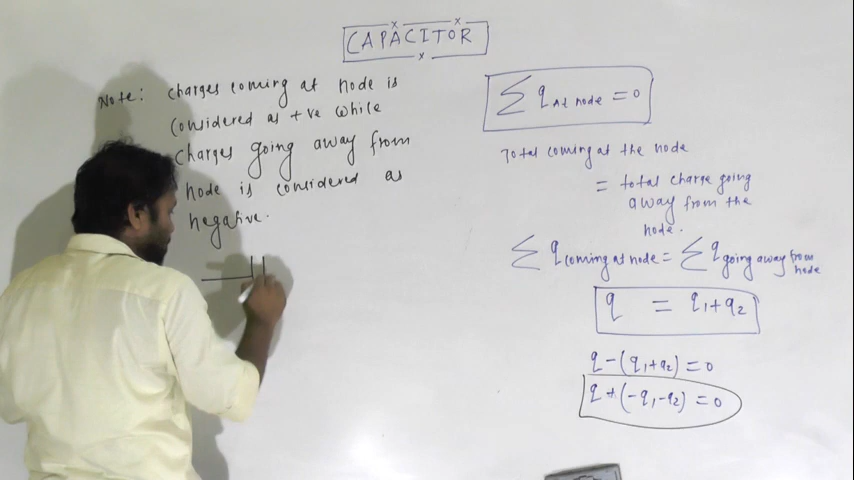 CAPACITOR
Note: charges coming at node is
considered as +ve while
charges going away from
node is considered as
negative.
∑ q At node = 0
Total coming at the node
= total charge going
away from the
node.
∑ q coming at node = ∑ q going away from node
q = q₁+q₂
q-(q₁+q₂)=0
q+(-q₁-q₂)=0